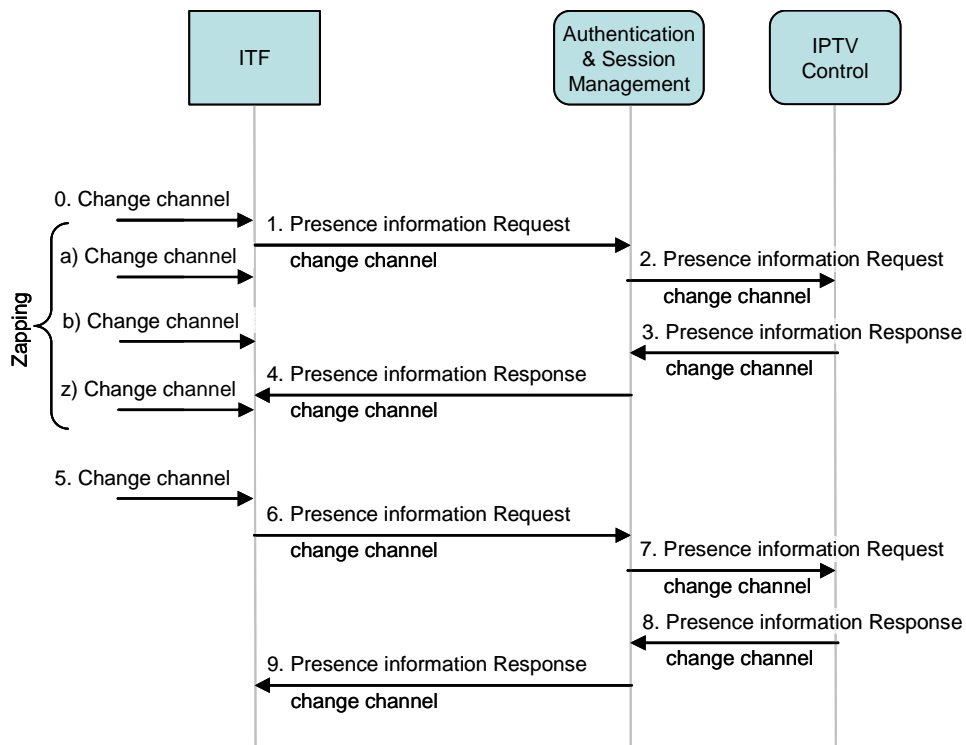 ITF
Authentication
& Session
Management
IPTV
Control
0. Change channel
1. Presence information Request
change channel
a) Change channel
2. Presence information Request
change channel
Zapping
b) Change channel
3. Presence information Response
change channel
z) Change channel
4. Presence information Response
change channel
5. Change channel
6. Presence information Request
change channel
7. Presence information Request
change channel
8. Presence information Response
change channel
9. Presence information Response
change channel